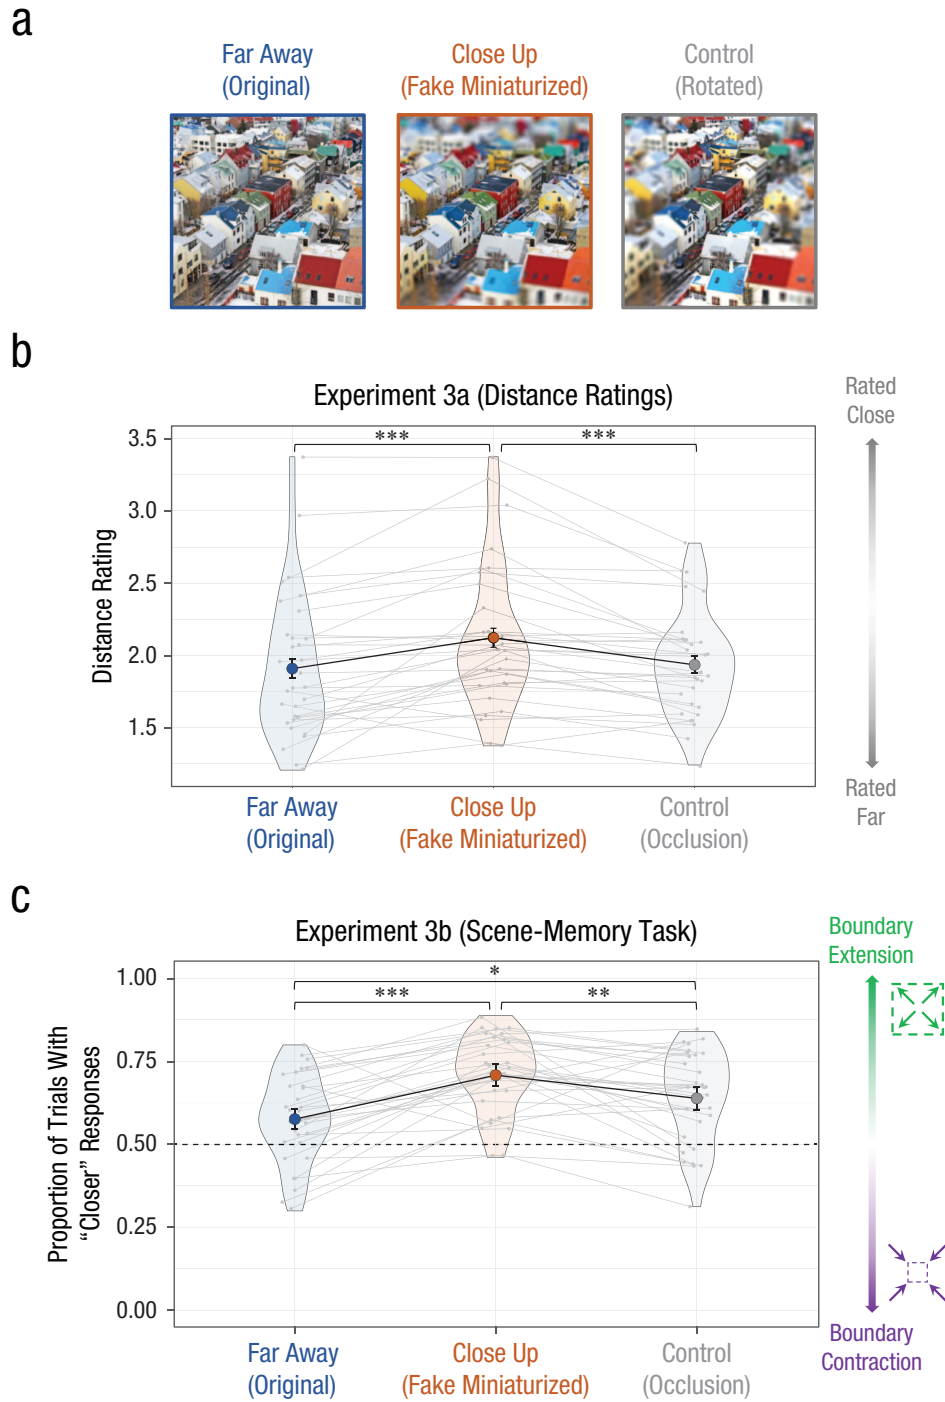 a
Far Away
(Original)
Close Up
(Fake Miniaturized)
Control
(Rotated)
b
Experiment 3a (Distance Ratings)
Rated
Close
Distance Rating
3.5
3.0
2.5
2.0
1.5
***
***
Far Away
(Original)
Close Up
(Fake Miniaturized)
Control
(Occlusion)
Rated
Far
c
Experiment 3b (Scene-Memory Task)
Boundary
Extension
Proportion of Trials With
“Closer” Responses
1.00
0.75
0.50
0.25
0.00
*
***
**
Far Away
(Original)
Close Up
(Fake Miniaturized)
Control
(Occlusion)
Boundary
Contraction